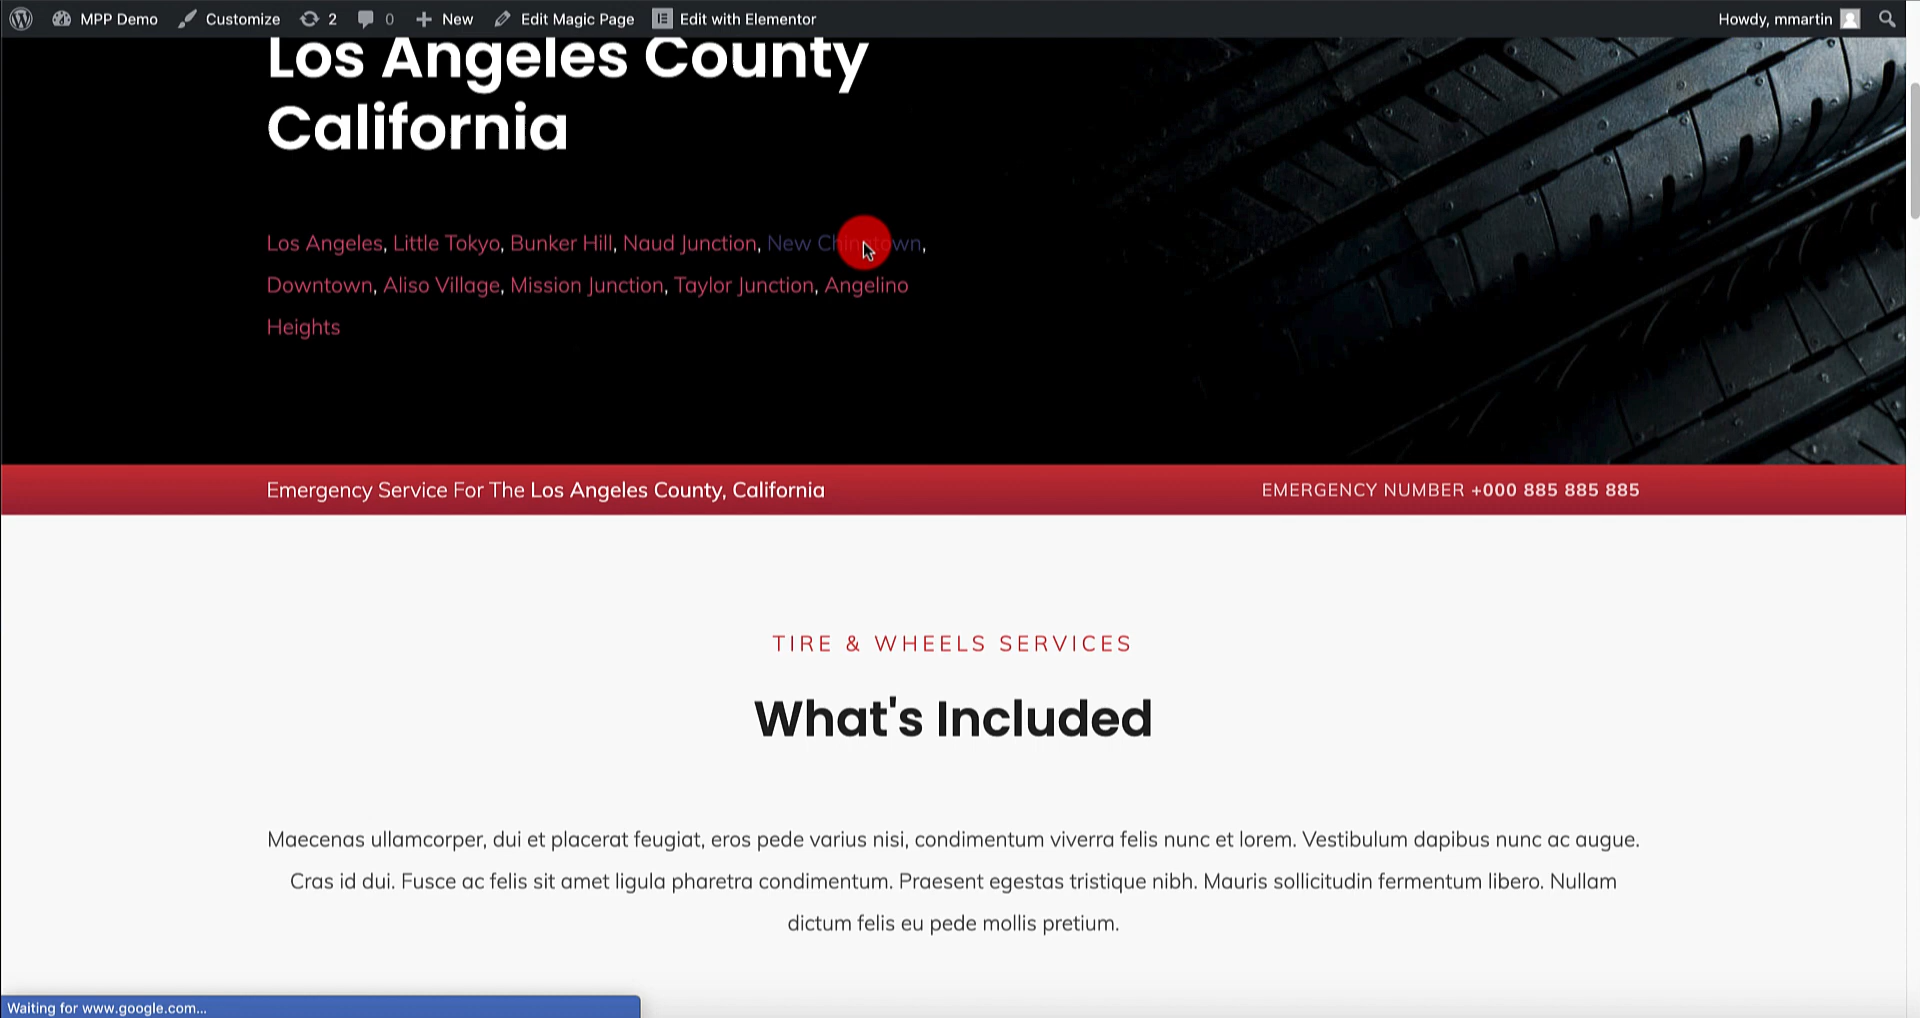 MPP Demo Customize 2 0 New Edit Magic Page Edit with Elementor Howdy, mmartin
Los Angeles County
California
Los Angeles, Little Tokyo, Bunker Hill, Naud Junction, New Chinatown,
Downtown, Aliso Village, Mission Junction, Taylor Junction, Angelino
Heights
Emergency Service For The Los Angeles County, California
EMERGENCY NUMBER +000 885 885 885
TIRE & WHEELS SERVICES
What's Included
Maecenas ullamcorper, dui et placerat feugiat, eros pede varius nisi, condimentum viverra felis nunc et lorem. Vestibulum dapibus nunc ac augue.
Cras id dui. Fusce ac felis sit amet ligula pharetra condimentum. Praesent egestas tristique nibh. Mauris sollicitudin fermentum libero. Nullam
dictum felis eu pede mollis pretium.
Waiting for www.google.com...